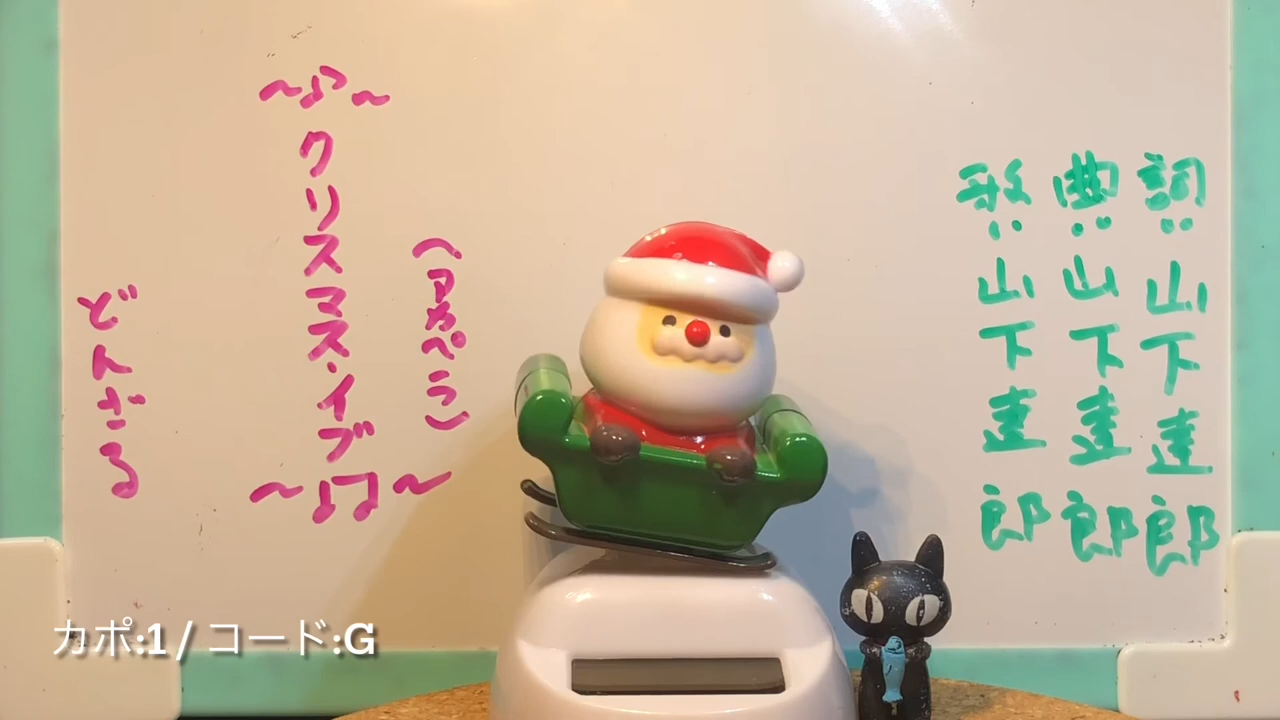 詞:山下達郎
曲:山下達郎
歌:山下達郎
(アカペラ)
~♫~
クリスマス・イブ
~♪♫~
どんざる
カポ:1 / コード:G